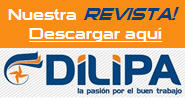 Nuestra REVISTA!
Descargar aquí
DILIPA
la pasión por el buen trabajo